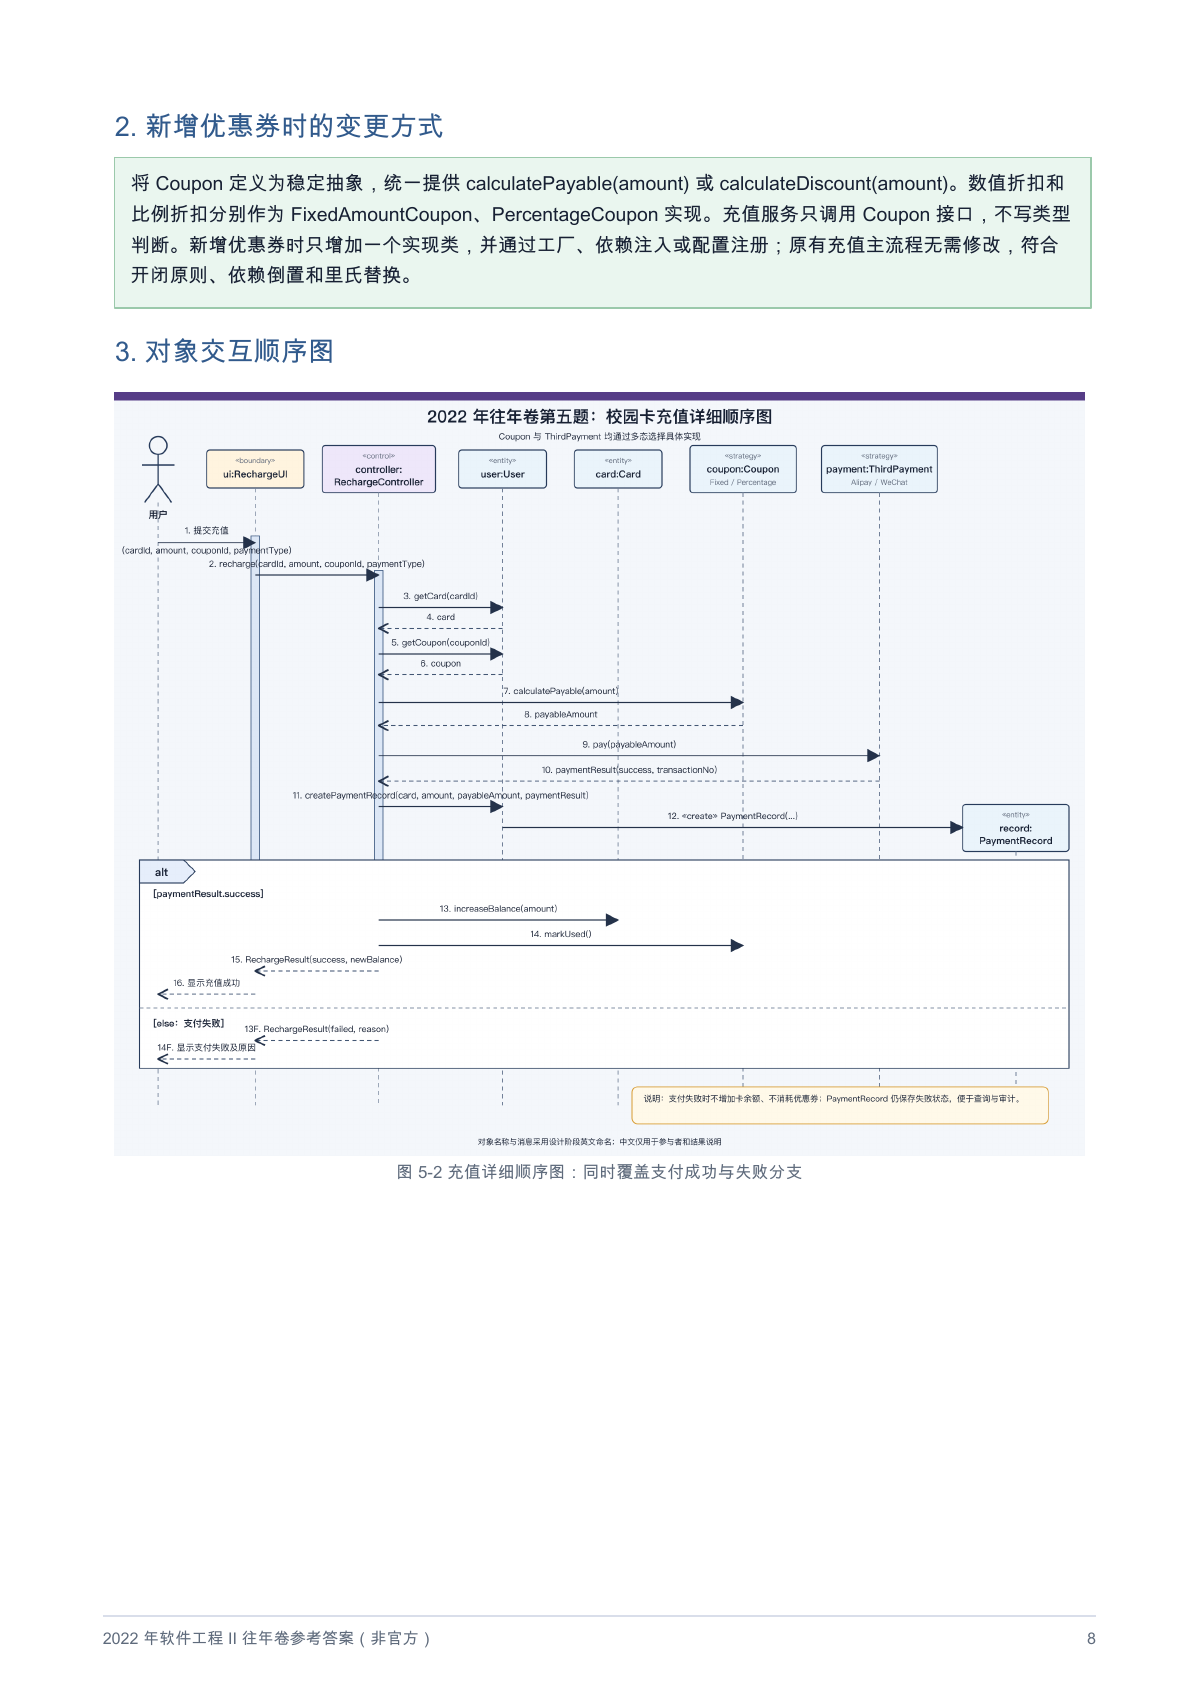 2. 新增优惠券时的变更方式
将 Coupon 定义为稳定抽象，统一提供 calculatePayable(amount) 或 calculateDiscount(amount)。数值折扣和
比例折扣分别作为 FixedAmountCoupon、PercentageCoupon 实现。充值服务只调用 Coupon 接口，不写类型
判断。新增优惠券时只增加一个实现类，并通过工厂、依赖注入或配置注册；原有充值主流程无需修改，符合
开闭原则、依赖倒置和里氏替换。
3. 对象交互顺序图
2022 年往年卷第五题：校园卡充值详细顺序图
Coupon 与 ThirdPayment 均通过多态选择具体实现
用户
«boundary»
ui:RechargeUI
«control»
controller:
RechargeController
«entity»
user:User
«entity»
card:Card
«strategy»
coupon:Coupon
Fixed / Percentage
«strategy»
payment:ThirdPayment
Alipay / WeChat
1. 提交充值
(cardId, amount, couponId, paymentType)
2. recharge(cardId, amount, couponId, paymentType)
3. getCard(cardId)
4. card
5. getCoupon(couponId)
6. coupon
7. calculatePayable(amount)
8. payableAmount
9. pay(payableAmount)
10. paymentResult(success, transactionNo)
11. createPaymentRecord(card, amount, payableAmount, paymentResult)
12. «create» PaymentRecord(...)
«entity»
record:
PaymentRecord
alt
[paymentResult.success]
13. increaseBalance(amount)
14. markUsed()
15. RechargeResult(success, newBalance)
16. 显示充值成功
[else：支付失败]
13F. RechargeResult(failed, reason)
14F. 显示支付失败及原因
说明：支付失败时不增加卡余额、不消耗优惠券；PaymentRecord 仍保存失败状态，便于查询与审计。
对象名称与消息采用设计阶段英文命名；中文仅用于参与者和结果说明
图 5-2 充值详细顺序图：同时覆盖支付成功与失败分支
2022 年软件工程 II 往年卷参考答案（非官方）
8